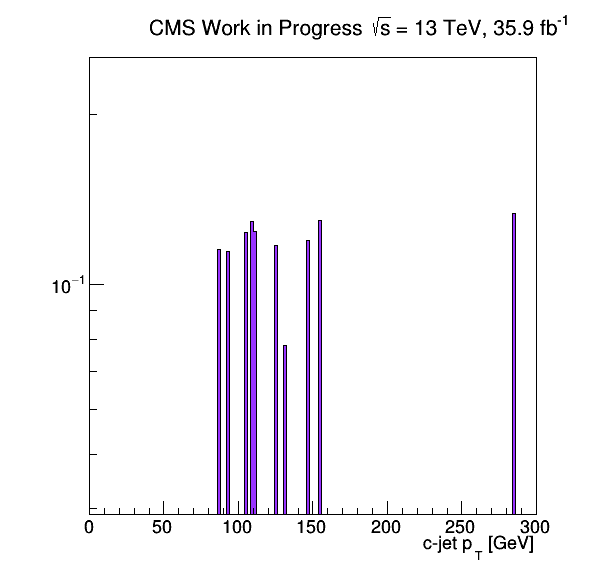 CMS Work in Progress √s = 13 TeV, 35.9 fb⁻¹
10⁻¹
0 50 100 150 200 250 300
c-jet p_T [GeV]